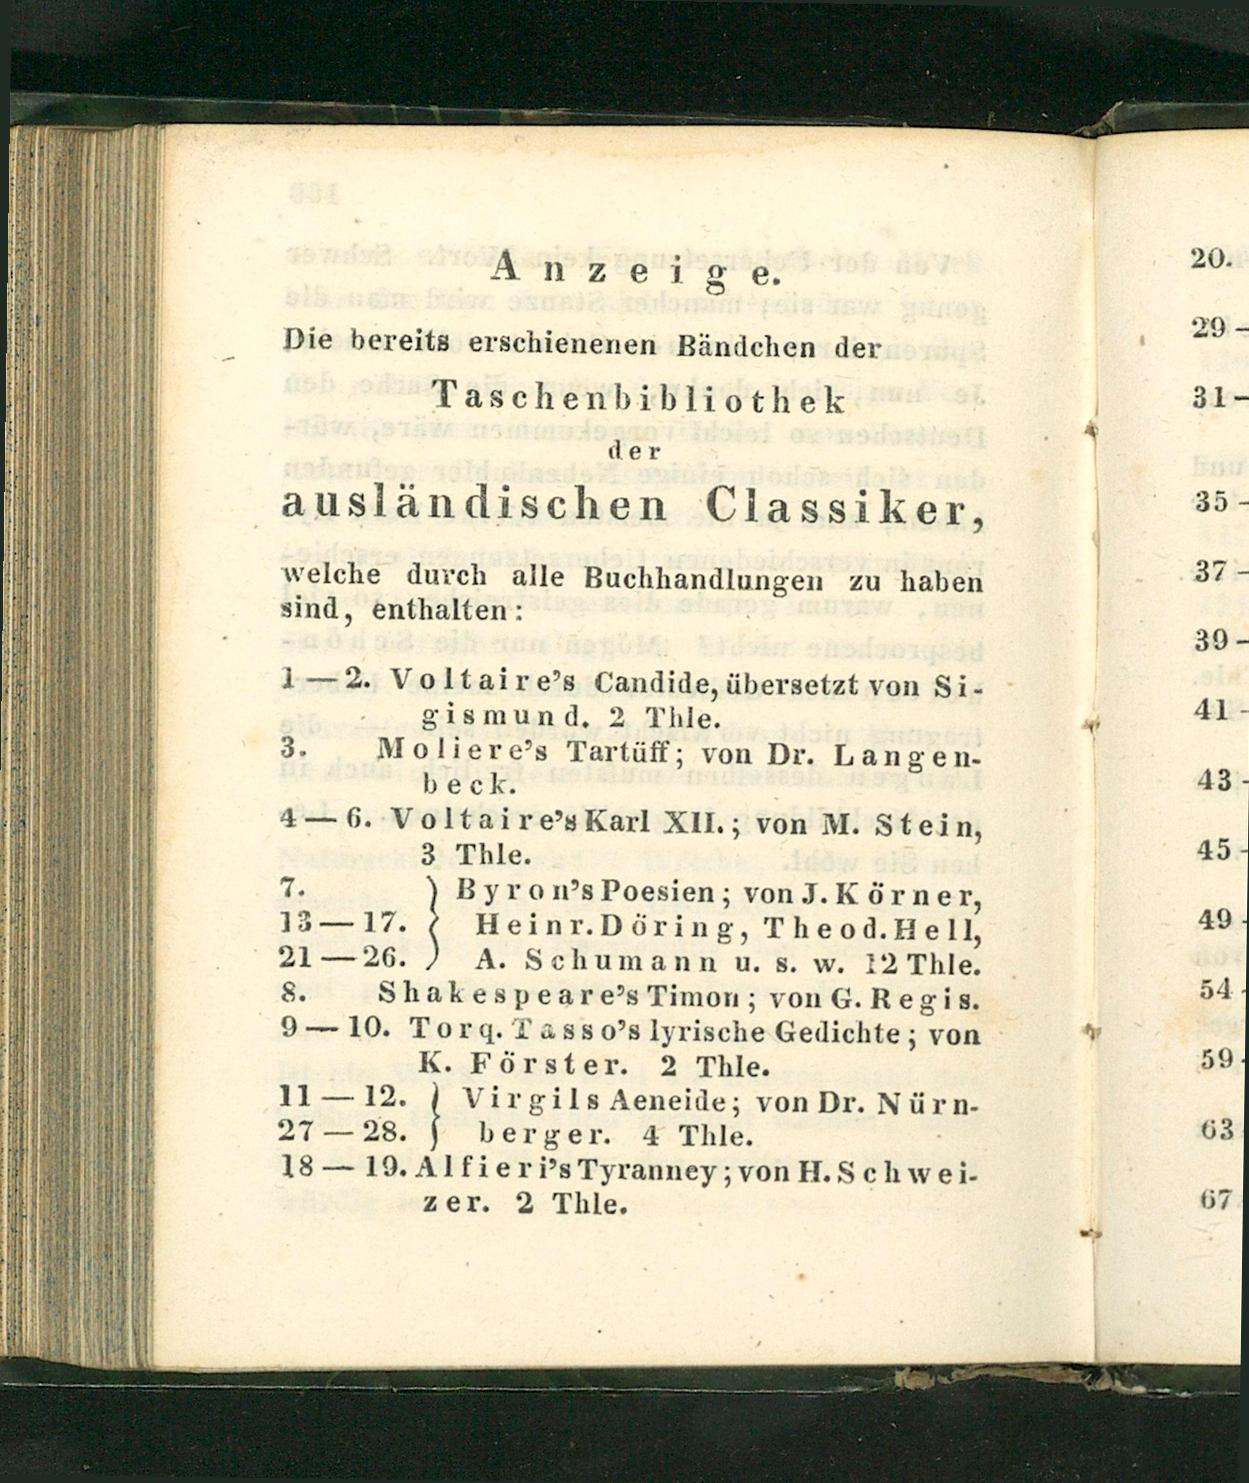 Anzeige.
Die bereits erschienenen Bändchen der
Taschenbibliothek
der
ausländischen Classiker,
welche durch alle Buchhandlungen zu haben
sind, enthalten:
1—2. Voltaire's Candide, übersetzt von Si-
gismund. 2 Thle.
3. Moliere's Tartüff; von Dr. Langen-
beck.
4—6. Voltaire's Karl XII.; von M. Stein,
3 Thle.
7. } Byron's Poesien; von J. Körner,
13—17. } Heinr. Döring, Theod. Hell,
21—26. } A. Schumann u. s. w. 12 Thle.
8. Shakespeare's Timon; von G. Regis.
9—10. Torq. Tasso's lyrische Gedichte; von
K. Förster. 2 Thle.
11—12. } Virgils Aeneide; von Dr. Nürn-
27—28. } berger. 4 Thle.
18—19. Alfieri's Tyranney; von H. Schwei-
zer. 2 Thle.
20.
29—
31—
35—
37—
39—
41—
43-
45-
49-
54-
59-
63
67